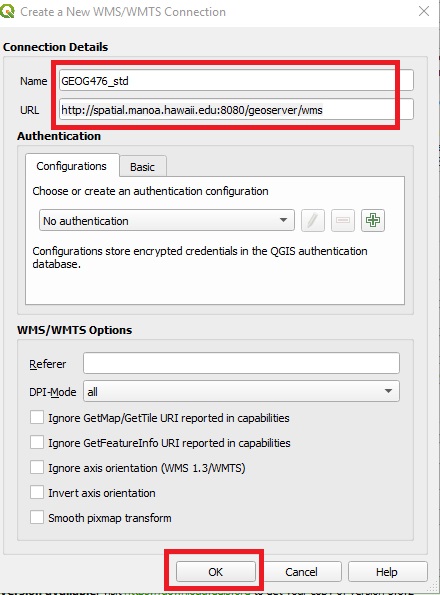 Create a New WMS/WMTS Connection
Connection Details
Name GEOG476_std
URL http://spatial.manoa.hawaii.edu:8080/geoserver/wms
Authentication
Configurations Basic
Choose or create an authentication configuration
No authentication
Configurations store encrypted credentials in the QGIS authentication
database.
WMS/WMTS Options
Referer
DPI-Mode all
Ignore GetMap/GetTile URI reported in capabilities
Ignore GetFeatureInfo URI reported in capabilities
Ignore axis orientation (WMS 1.3/WMTS)
Invert axis orientation
Smooth pixmap transform
OK Cancel Help